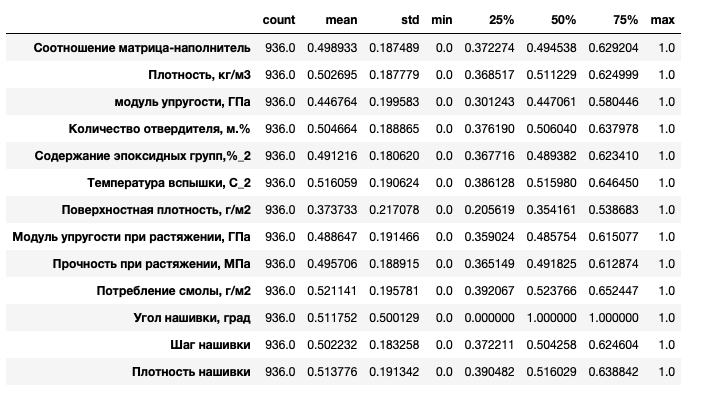 count mean std min 25% 50% 75% max
Соотношение матрица-наполнитель 936.0 0.498933 0.187489 0.0 0.372274 0.494538 0.629204 1.0
Плотность, кг/м3 936.0 0.502695 0.187779 0.0 0.368517 0.511229 0.624999 1.0
модуль упругости, ГПа 936.0 0.446764 0.199583 0.0 0.301243 0.447061 0.580446 1.0
Количество отвердителя, м.% 936.0 0.504664 0.188865 0.0 0.376190 0.506040 0.637978 1.0
Содержание эпоксидных групп,%_2 936.0 0.491216 0.180620 0.0 0.367716 0.489382 0.623410 1.0
Температура вспышки, С_2 936.0 0.516059 0.190624 0.0 0.386128 0.515980 0.646450 1.0
Поверхностная плотность, г/м2 936.0 0.373733 0.217078 0.0 0.205619 0.354161 0.538683 1.0
Модуль упругости при растяжении, ГПа 936.0 0.488647 0.191466 0.0 0.359024 0.485754 0.615077 1.0
Прочность при растяжении, МПа 936.0 0.495706 0.188915 0.0 0.365149 0.491825 0.612874 1.0
Потребление смолы, г/м2 936.0 0.521141 0.195781 0.0 0.392067 0.523766 0.652447 1.0
Угол нашивки, град 936.0 0.511752 0.500129 0.0 0.000000 1.000000 1.000000 1.0
Шаг нашивки 936.0 0.502232 0.183258 0.0 0.372211 0.504258 0.624604 1.0
Плотность нашивки 936.0 0.513776 0.191342 0.0 0.390482 0.516029 0.638842 1.0